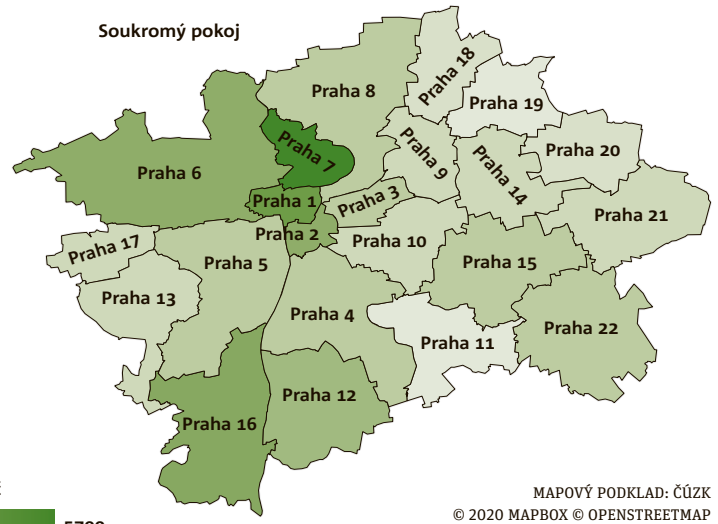 Soukromý pokoj
Praha 18
Praha 8
Praha 19
Praha 7
Praha 9
Praha 20
Praha 6
Praha 14
Praha 1
Praha 3
Praha 21
Praha 2
Praha 17
Praha 10
Praha 5
Praha 15
Praha 13
Praha 4
Praha 22
Praha 11
Praha 12
Praha 16
MAPOVÝ PODKLAD: ČÚZK
© 2020 MAPBOX © OPENSTREETMAP